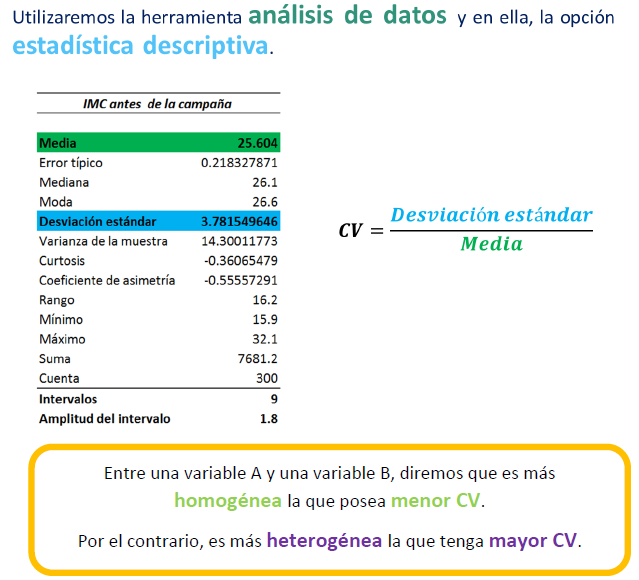 Utilizaremos la herramienta análisis de datos y en ella, la opción
estadística descriptiva.
IMC antes de la campaña
Media 25.604
Error típico 0.218327871
Mediana 26.1
Moda 26.6
Desviación estándar 3.781549646
Varianza de la muestra 14.30011773
Curtosis -0.36065479
Coeficiente de asimetría -0.55557291
Rango 16.2
Mínimo 15.9
Máximo 32.1
Suma 7681.2
Cuenta 300
Intervalos 9
Amplitud del intervalo 1.8
CV = Desviación estándar / Media
Entre una variable A y una variable B, diremos que es más
homogénea la que posea menor CV.
Por el contrario, es más heterogénea la que tenga mayor CV.